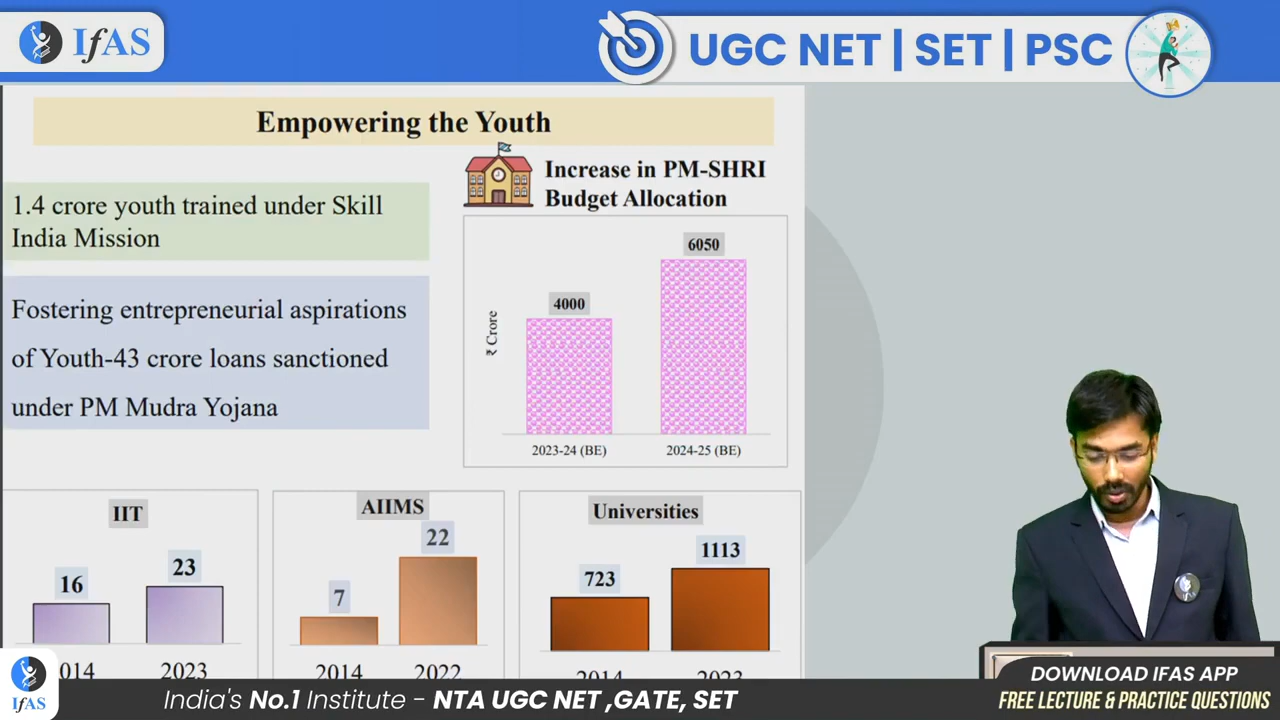 IfAS
UGC NET | SET | PSC
Empowering the Youth
1.4 crore youth trained under Skill
India Mission
Fostering entrepreneurial aspirations
of Youth-43 crore loans sanctioned
under PM Mudra Yojana
Increase in PM-SHRI
Budget Allocation
₹ Crore
4000
6050
2023-24 (BE)
2024-25 (BE)
IIT
16
23
014
2023
AIIMS
7
22
2014
2022
Universities
723
1113
2014
2023
IfAS
India's No.1 Institute - NTA UGC NET ,GATE, SET
DOWNLOAD IFAS APP
FREE LECTURE & PRACTICE QUESTIONS